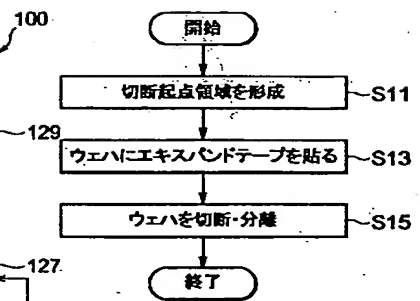 100
開始
切断起点領域を形成 S11
129
ウェハにエキスパンドテープを貼る S13
ウェハを切断・分離 S15
127
終了